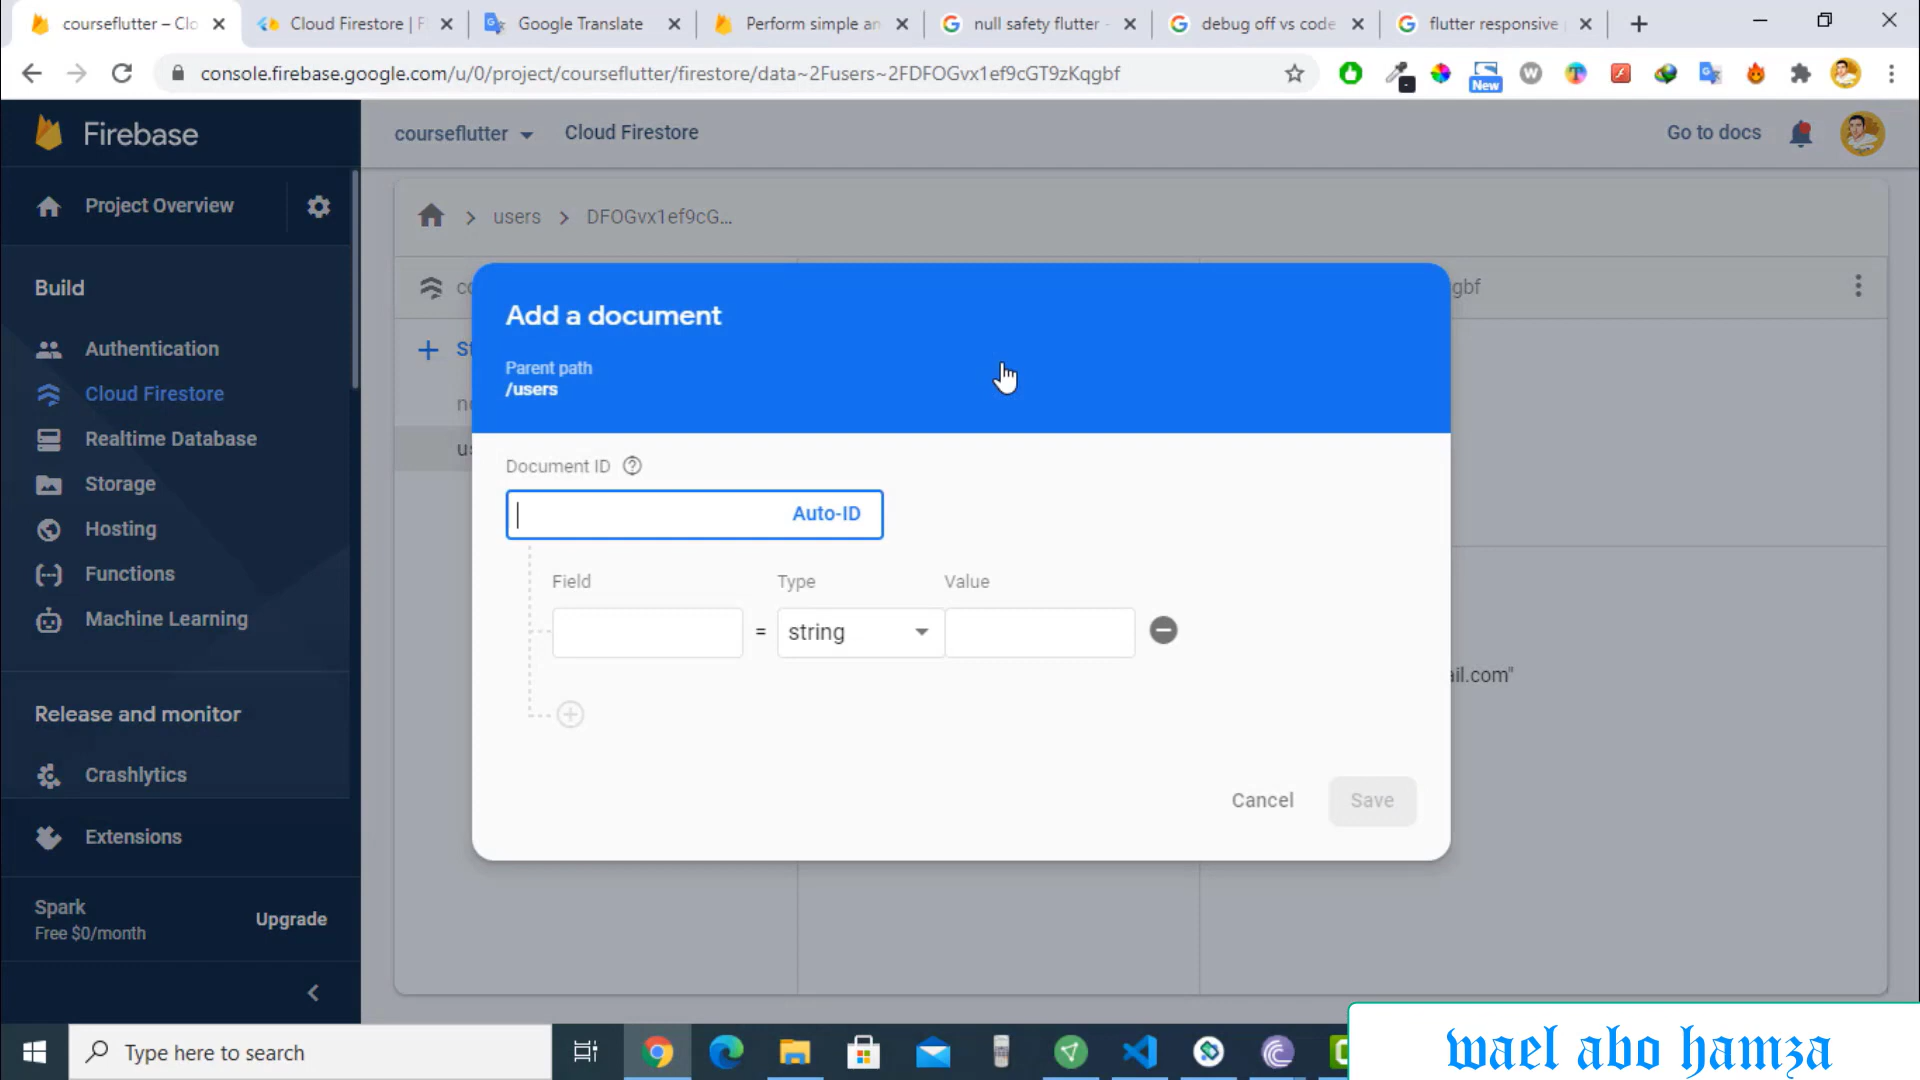 courseflutter – Clo
Cloud Firestore | F
Google Translate
Perform simple an
null safety flutter -
debug off vs code
flutter responsive
console.firebase.google.com/u/0/project/courseflutter/firestore/data~2Fusers~2FDFOGvx1ef9cGT9zKqgbf
New
Firebase
courseflutter
Cloud Firestore
Go to docs
Project Overview
users
DFOGvx1ef9cG...
Build
gbf
Add a document
Parent path
/users
Authentication
Cloud Firestore
Realtime Database
Storage
Hosting
Functions
Machine Learning
Document ID
Auto-ID
Field
Type
Value
=
string
ail.com"
Cancel
Save
Release and monitor
Crashlytics
Extensions
Spark
Free $0/month
Upgrade
Type here to search
wael abo hamza